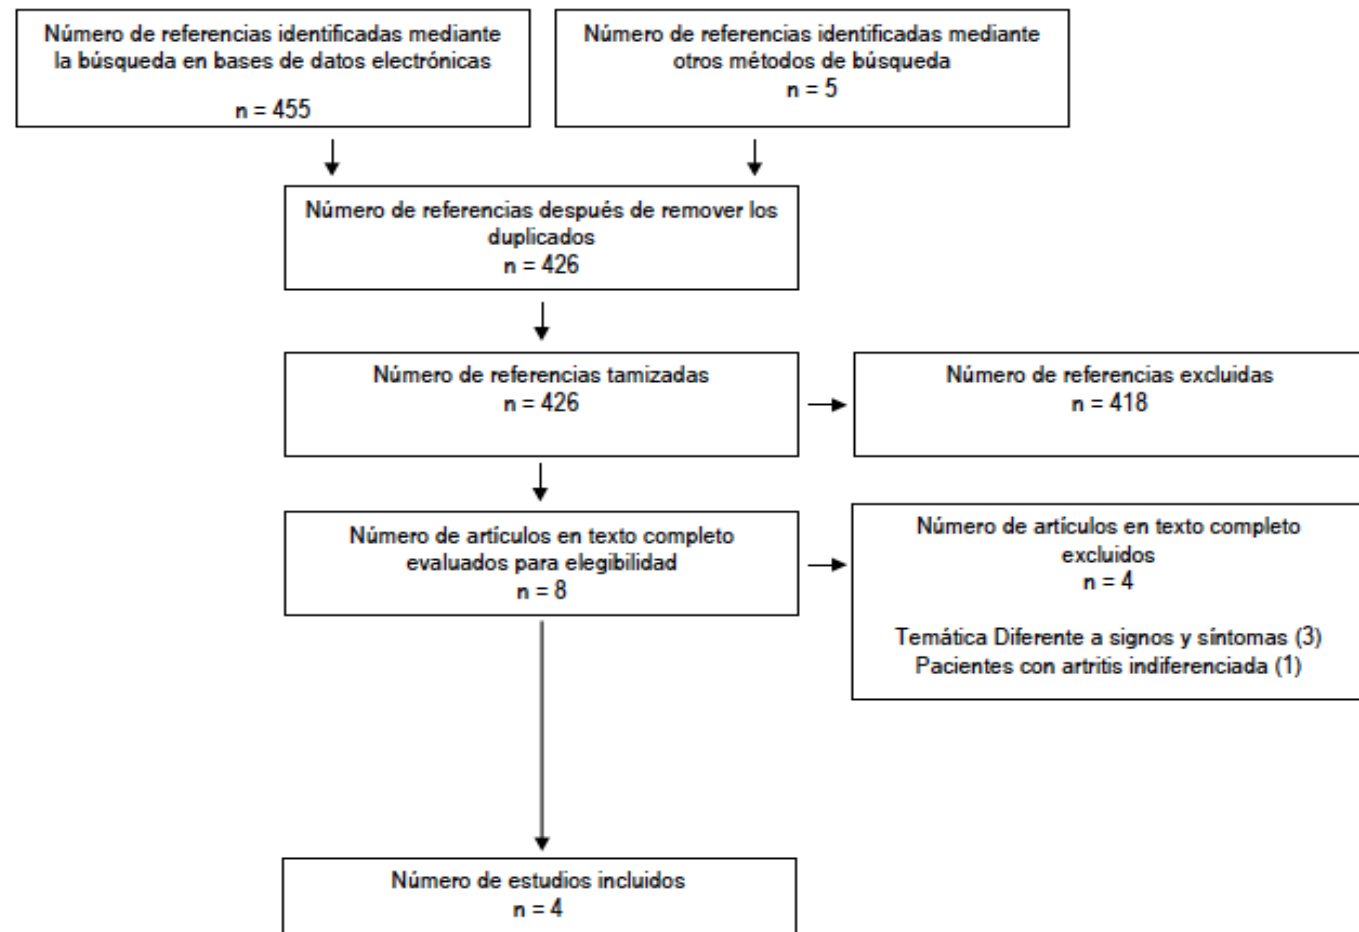 Número de referencias identificadas mediante
la búsqueda en bases de datos electrónicas
n = 455
Número de referencias identificadas mediante
otros métodos de búsqueda
n = 5
Número de referencias después de remover los
duplicados
n = 426
Número de referencias tamizadas
n = 426
Número de referencias excluidas
n = 418
Número de artículos en texto completo
evaluados para elegibilidad
n = 8
Número de artículos en texto completo
excluidos
n = 4
Temática Diferente a signos y síntomas (3)
Pacientes con artritis indiferenciada (1)
Número de estudios incluidos
n = 4